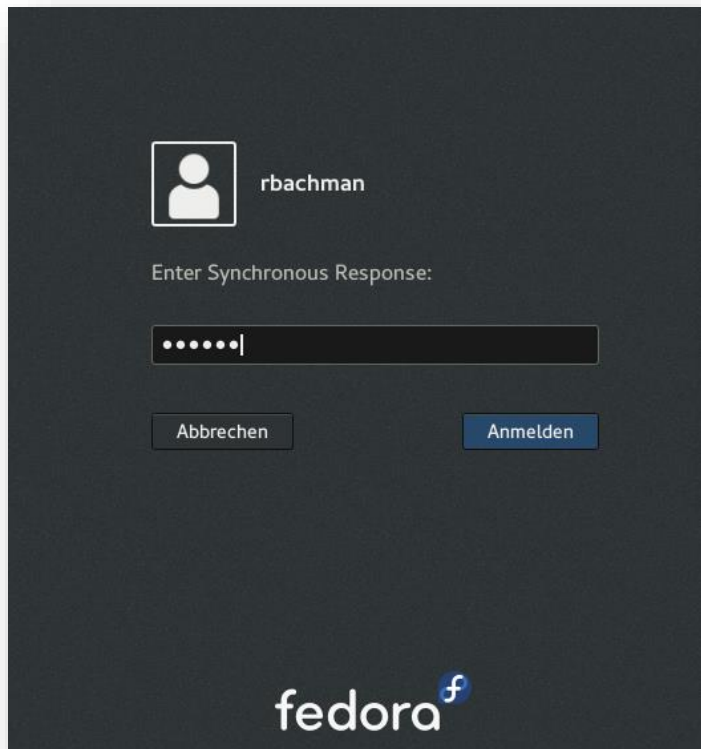 rbachman
Enter Synchronous Response:
••••••
Abbrechen
Anmelden
fedora